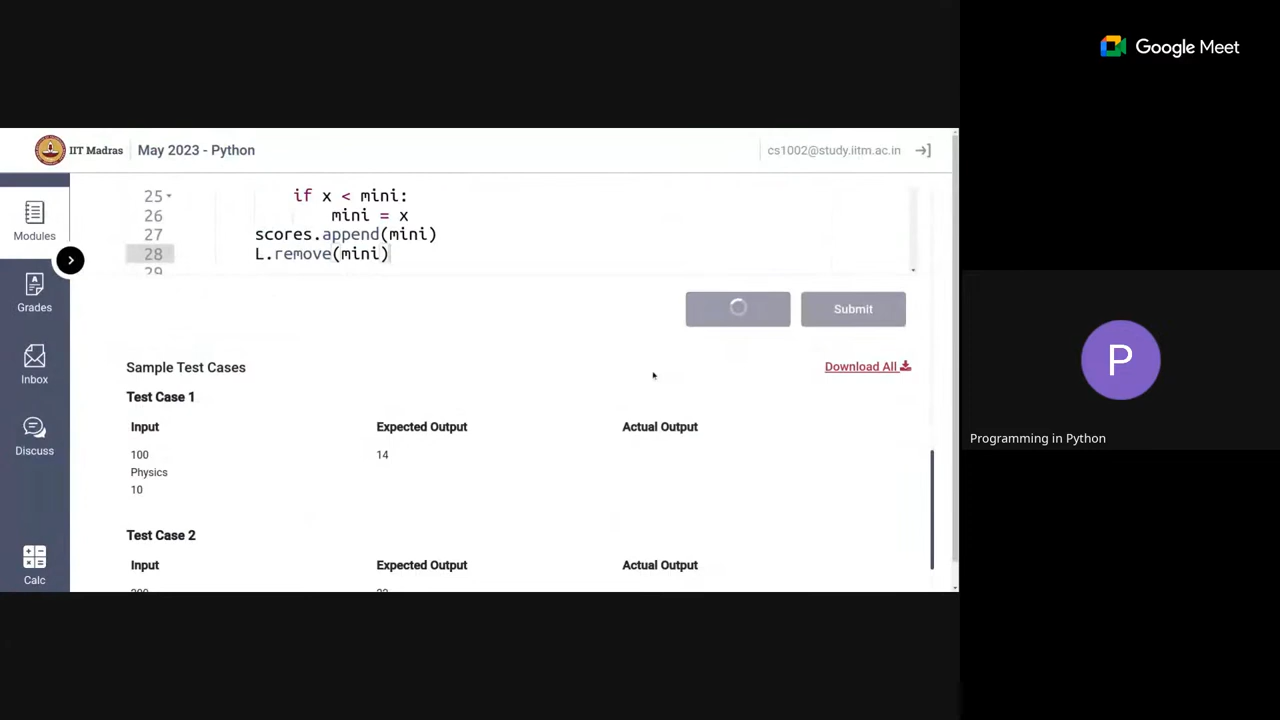 Google Meet
IIT Madras
May 2023 - Python
cs1002@study.iitm.ac.in
Modules
Grades
Inbox
Discuss
Calc
25
if x < mini:
26
mini = x
27
scores.append(mini)
28
L.remove(mini)
29
Submit
Sample Test Cases
Download All
Test Case 1
Input
Expected Output
Actual Output
100
14
Physics
10
Test Case 2
Input
Expected Output
Actual Output
P
Programming in Python